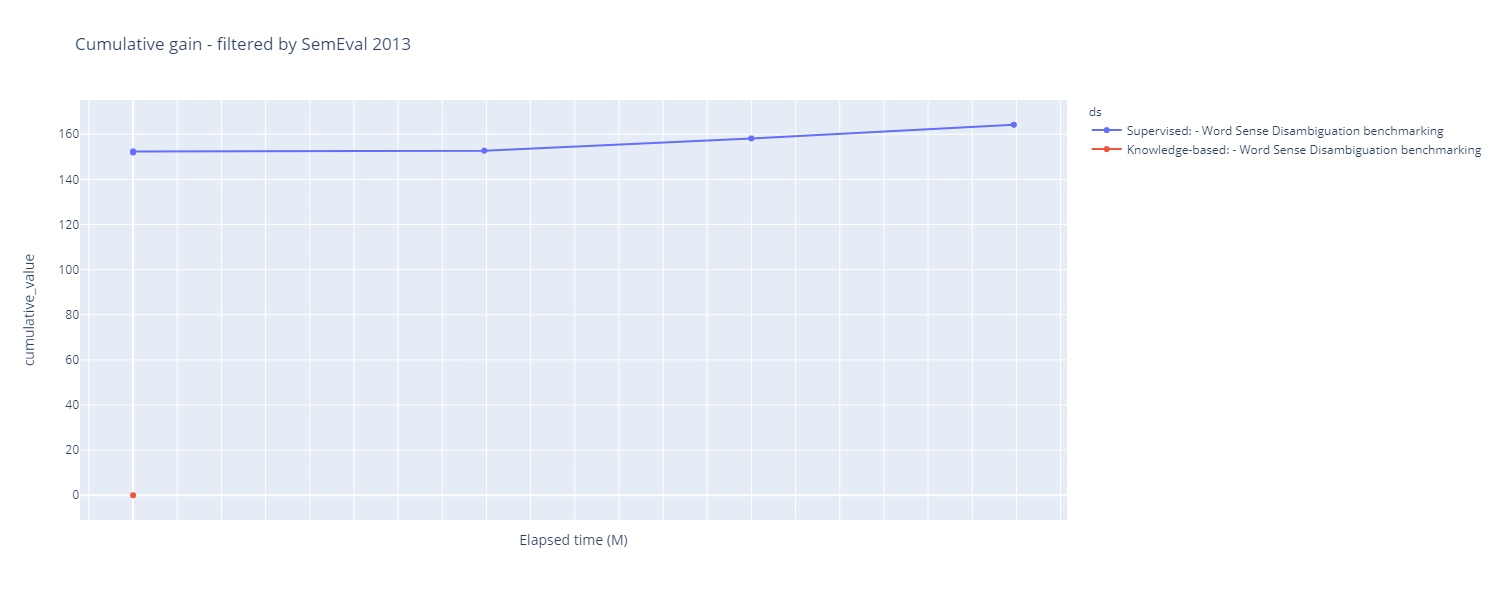 Cumulative gain - filtered by SemEval 2013
ds
Supervised: - Word Sense Disambiguation benchmarking
Knowledge-based: - Word Sense Disambiguation benchmarking
160
140
120
100
80
60
40
20
0
cumulative_value
Elapsed time (M)